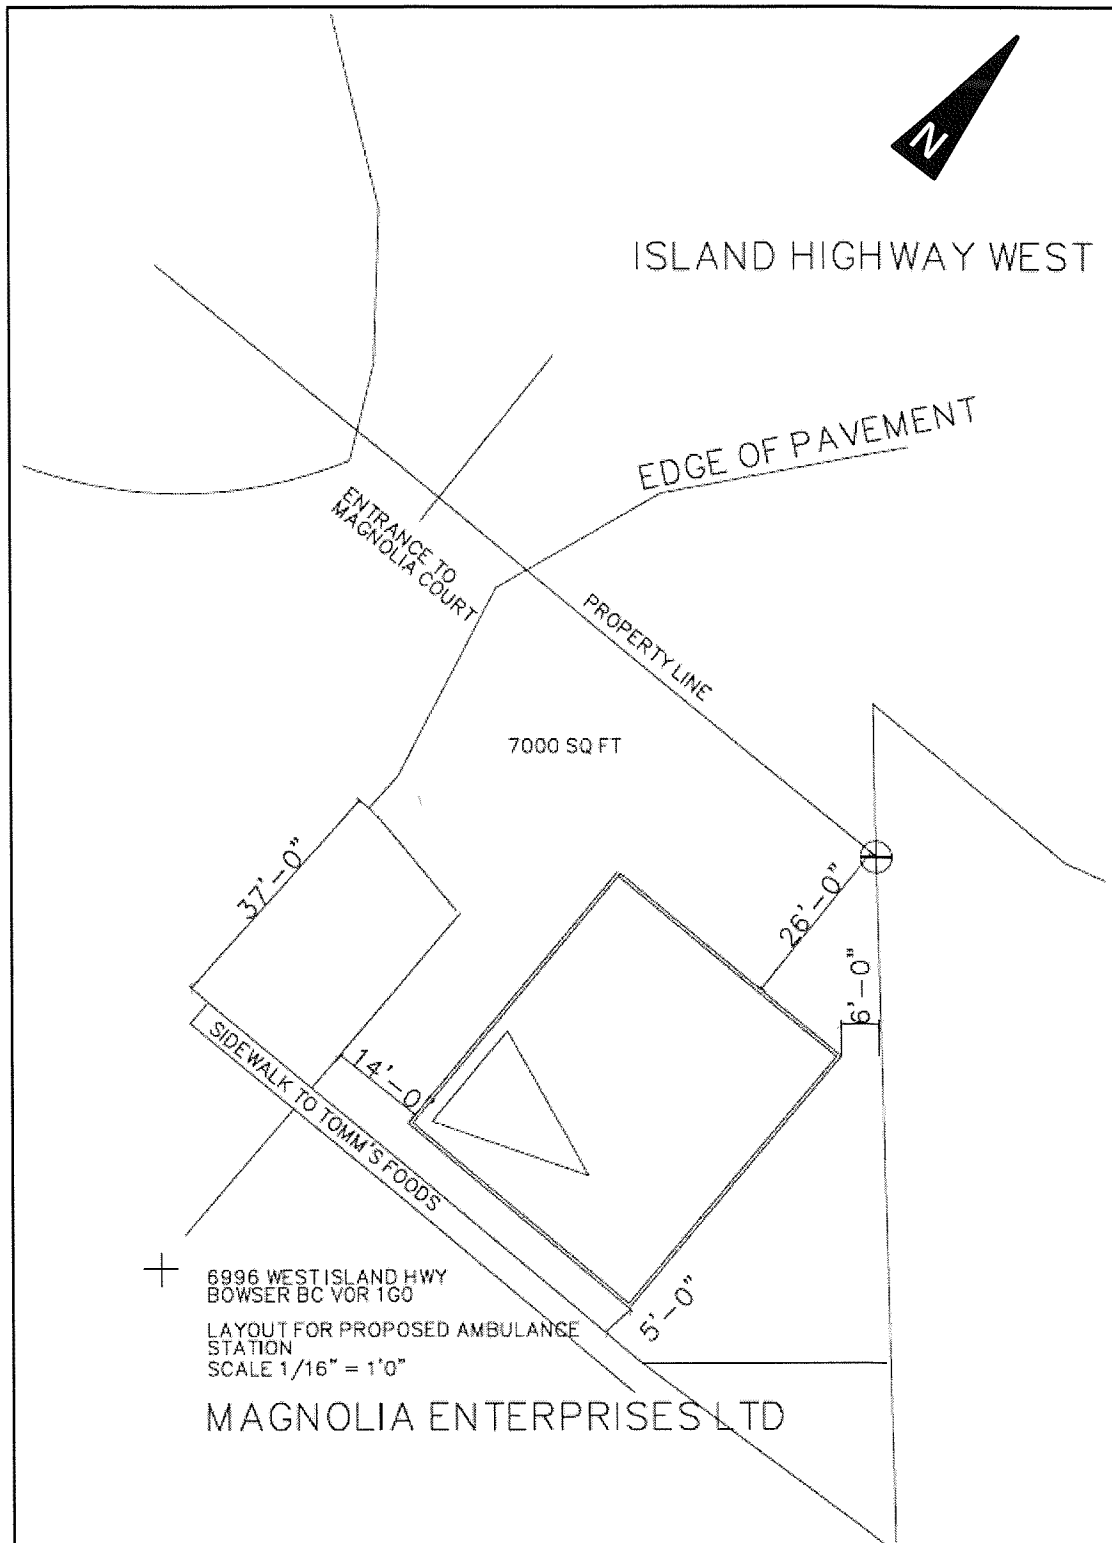 N
ISLAND HIGHWAY WEST
EDGE OF PAVEMENT
ENTRANCE TO
MAGNOLIA COURT
PROPERTY LINE
7000 SQ FT
37'-0"
26'-0"
6'-0"
14'-0"
SIDEWALK TO TOMM'S FOODS
5'-0"
6996 WEST ISLAND HWY
BOWSER BC V0R 1G0
LAYOUT FOR PROPOSED AMBULANCE
STATION
SCALE 1/16" = 1'0"
MAGNOLIA ENTERPRISES LTD